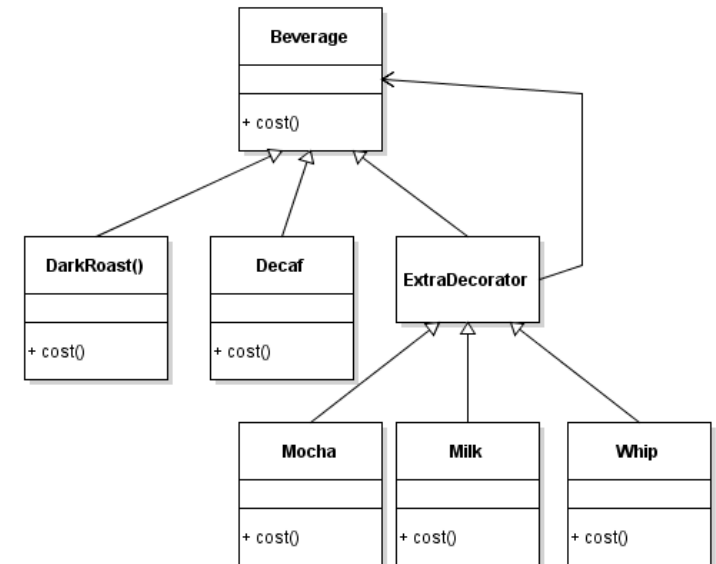 Beverage
+ cost()
DarkRoast()
+ cost()
Decaf
+ cost()
ExtraDecorator
Mocha
+ cost()
Milk
+ cost()
Whip
+ cost()